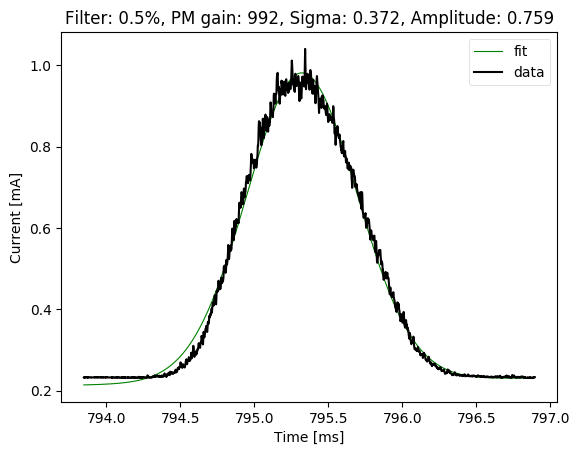 Filter: 0.5%, PM gain: 992, Sigma: 0.372, Amplitude: 0.759
fit
data
1.0
0.8
0.6
0.4
0.2
Current [mA]
794.0 794.5 795.0 795.5 796.0 796.5 797.0
Time [ms]